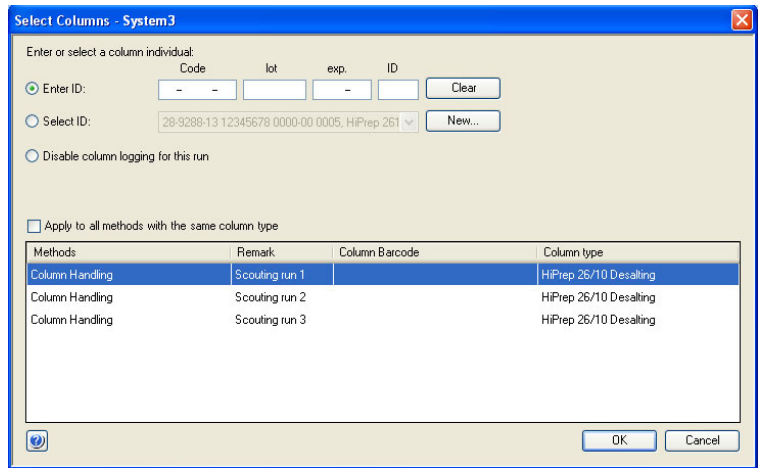 Select Columns - System3
Enter or select a column individual:
Code lot exp. ID
Enter ID: - - - Clear
Select ID: 28-9288-13 12345678 0000-00 0005, HiPrep 261 New...
Disable column logging for this run
Apply to all methods with the same column type
Methods Remark Column Barcode Column type
Column Handling Scouting run 1 HiPrep 26/10 Desalting
Column Handling Scouting run 2 HiPrep 26/10 Desalting
Column Handling Scouting run 3 HiPrep 26/10 Desalting
OK Cancel